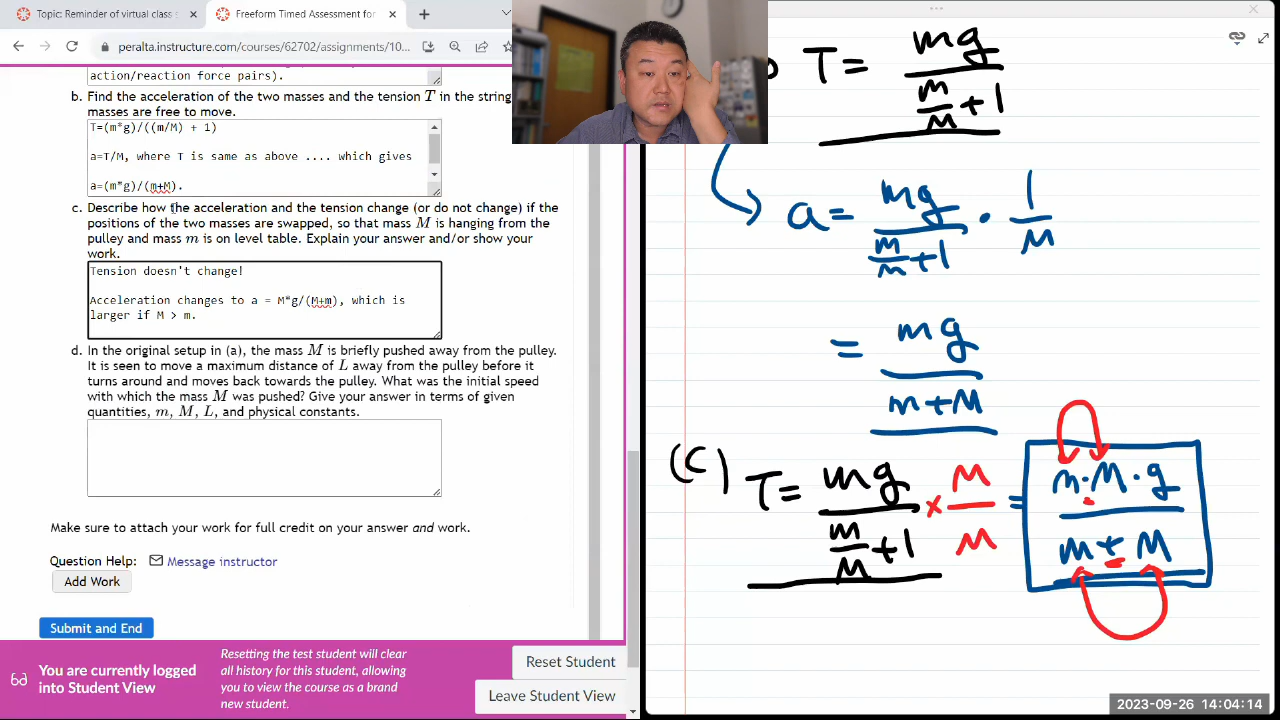 Topic: Reminder of virtual class
Freeform Timed Assessment for
peralta.instructure.com/courses/62702/assignments/10...
action/reaction force pairs).
b. Find the acceleration of the two masses and the tension T in the string
masses are free to move.
T=(m*g)/((m/M) + 1)
a=T/M, where T is same as above .... which gives
a=(m*g)/(m+M).
c. Describe how the acceleration and the tension change (or do not change) if the
positions of the two masses are swapped, so that mass M is hanging from the
pulley and mass m is on level table. Explain your answer and/or show your
work.
Tension doesn't change!
Acceleration changes to a = M*g/(M+m), which is
larger if M > m.
d. In the original setup in (a), the mass M is briefly pushed away from the pulley.
It is seen to move a maximum distance of L away from the pulley before it
turns around and moves back towards the pulley. What was the initial speed
with which the mass M was pushed? Give your answer in terms of given
quantities, m, M, L, and physical constants.
Make sure to attach your work for full credit on your answer and work.
Question Help: Message instructor
Add Work
Submit and End
You are currently logged
into Student View
Resetting the test student will clear
all history for this student, allowing
you to view the course as a brand
new student.
Reset Student
Leave Student View
T = mg
m/M + 1
a = mg · 1
m/M + 1 M
= mg
m + M
(c) T = mg × M = m·M·g
m/M + 1 M m + M
2023-09-26 14:04:14